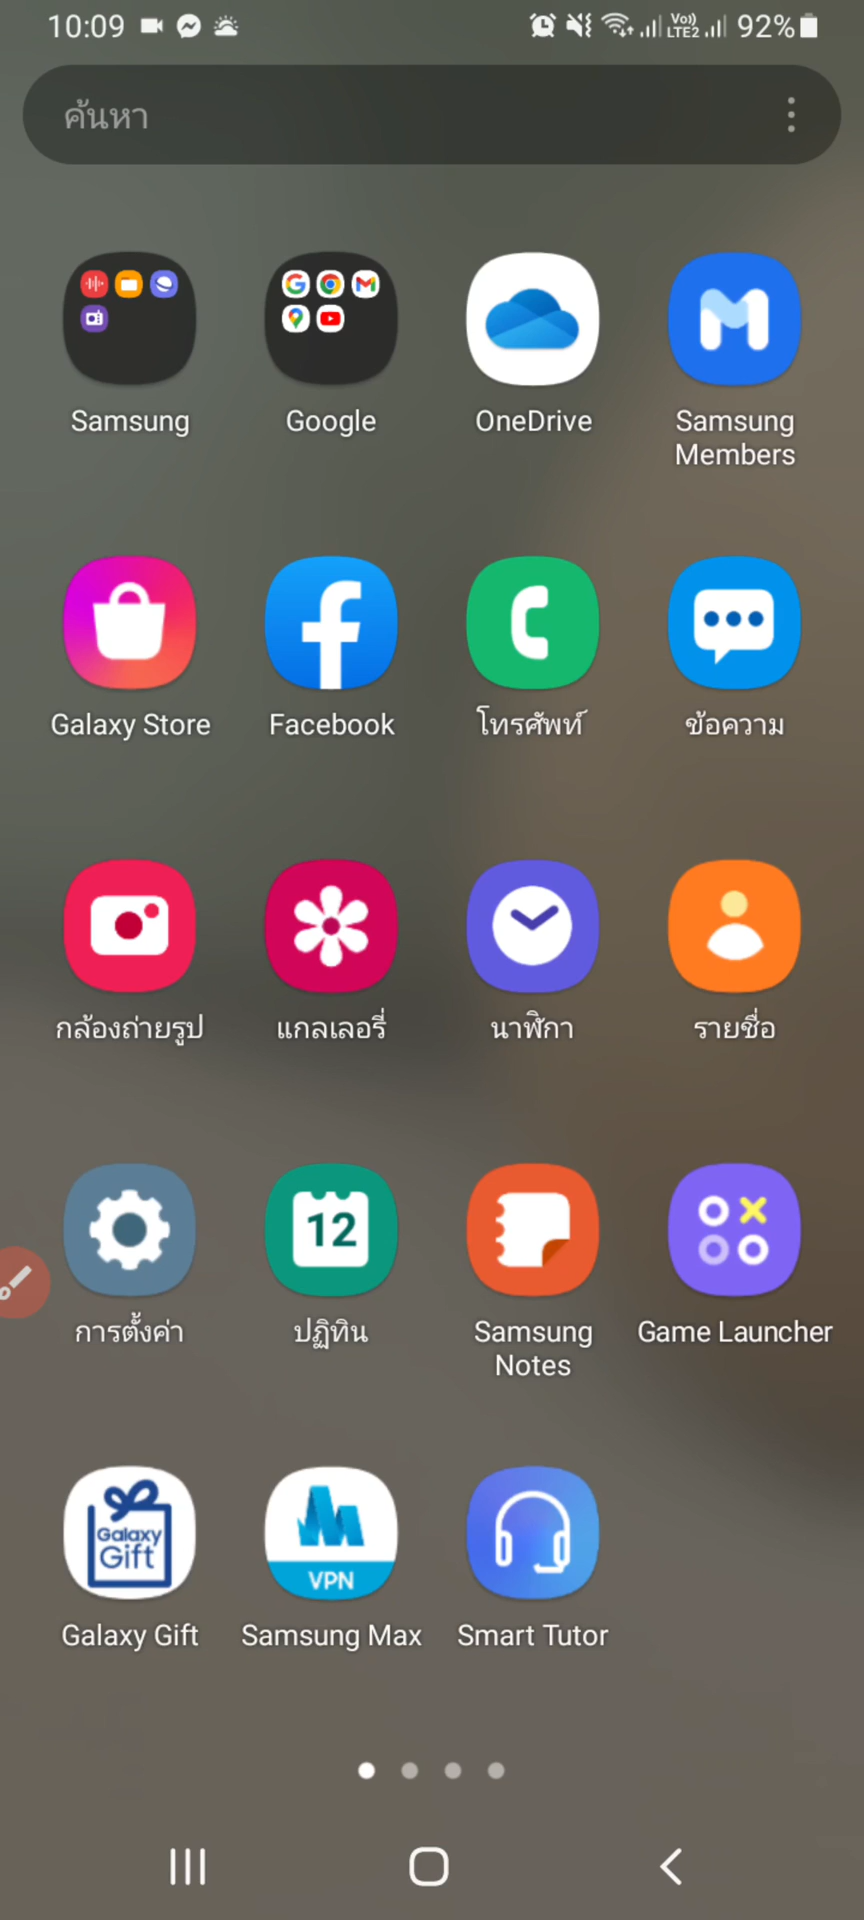 10:09
Vo))
LTE2
92%
ค้นหา
Samsung
Google
OneDrive
Samsung
Members
Galaxy Store
Facebook
โทรศัพท์
ข้อความ
กล้องถ่ายรูป
แกลเลอรี่
นาฬิกา
รายชื่อ
12
การตั้งค่า
ปฏิทิน
Samsung
Notes
Game Launcher
Galaxy
Gift
VPN
Galaxy Gift
Samsung Max
Smart Tutor